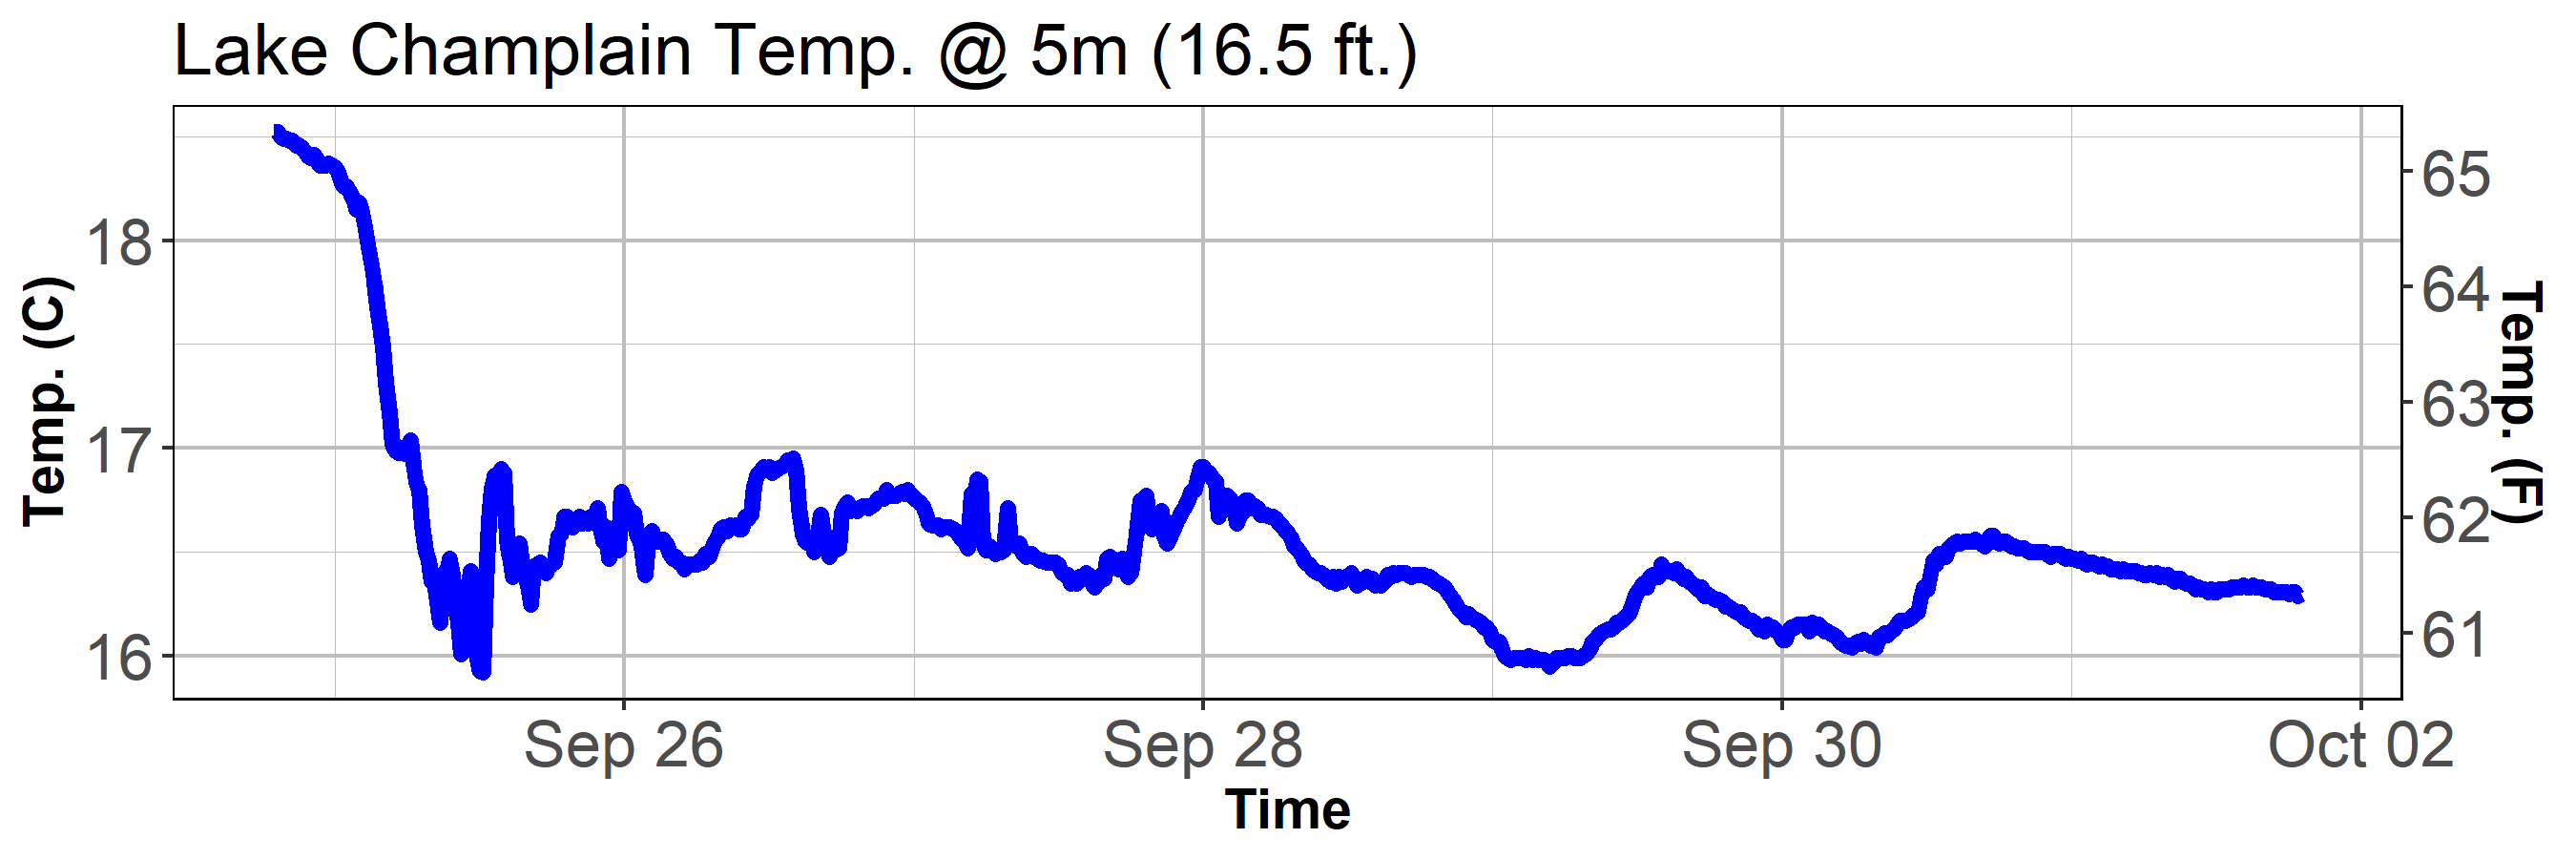 Lake Champlain Temp. @ 5m (16.5 ft.)
Temp. (C)
18
17
16
65
64
63
62
61
Temp. (F)
Sep 26
Sep 28
Sep 30
Oct 02
Time